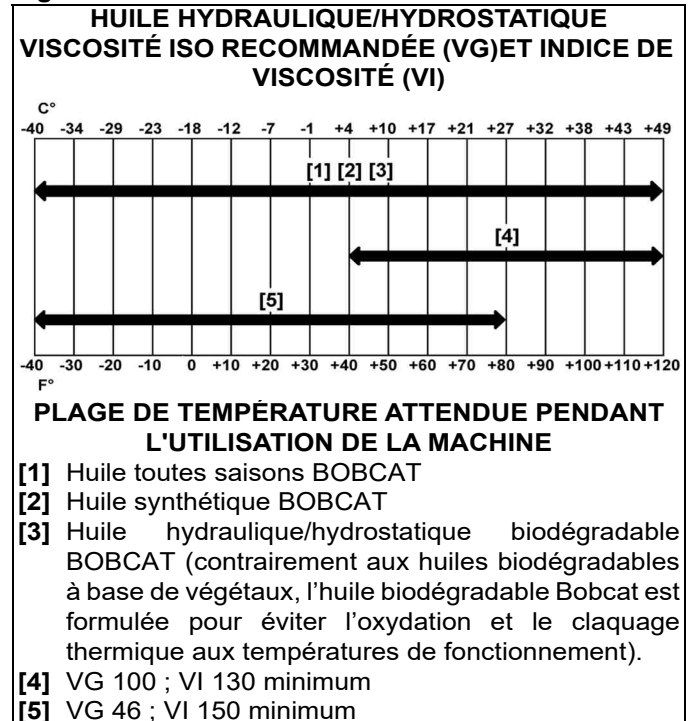 HUILE HYDRAULIQUE/HYDROSTATIQUE
VISCOSITÉ ISO RECOMMANDÉE (VG)ET INDICE DE
VISCOSITÉ (VI)
C°
-40 -34 -29 -23 -18 -12 -7 -1 +4 +10 +17 +21 +27 +32 +38 +43 +49
[1] [2] [3]
[4]
[5]
-40 -30 -20 -10 0 +10 +20 +30 +40 +50 +60 +70 +80 +90 +100 +110 +120
F°
PLAGE DE TEMPÉRATURE ATTENDUE PENDANT
L'UTILISATION DE LA MACHINE
[1] Huile toutes saisons BOBCAT
[2] Huile synthétique BOBCAT
[3] Huile hydraulique/hydrostatique biodégradable
BOBCAT (contrairement aux huiles biodégradables
à base de végétaux, l’huile biodégradable Bobcat est
formulée pour éviter l’oxydation et le claquage
thermique aux températures de fonctionnement).
[4] VG 100 ; VI 130 minimum
[5] VG 46 ; VI 150 minimum